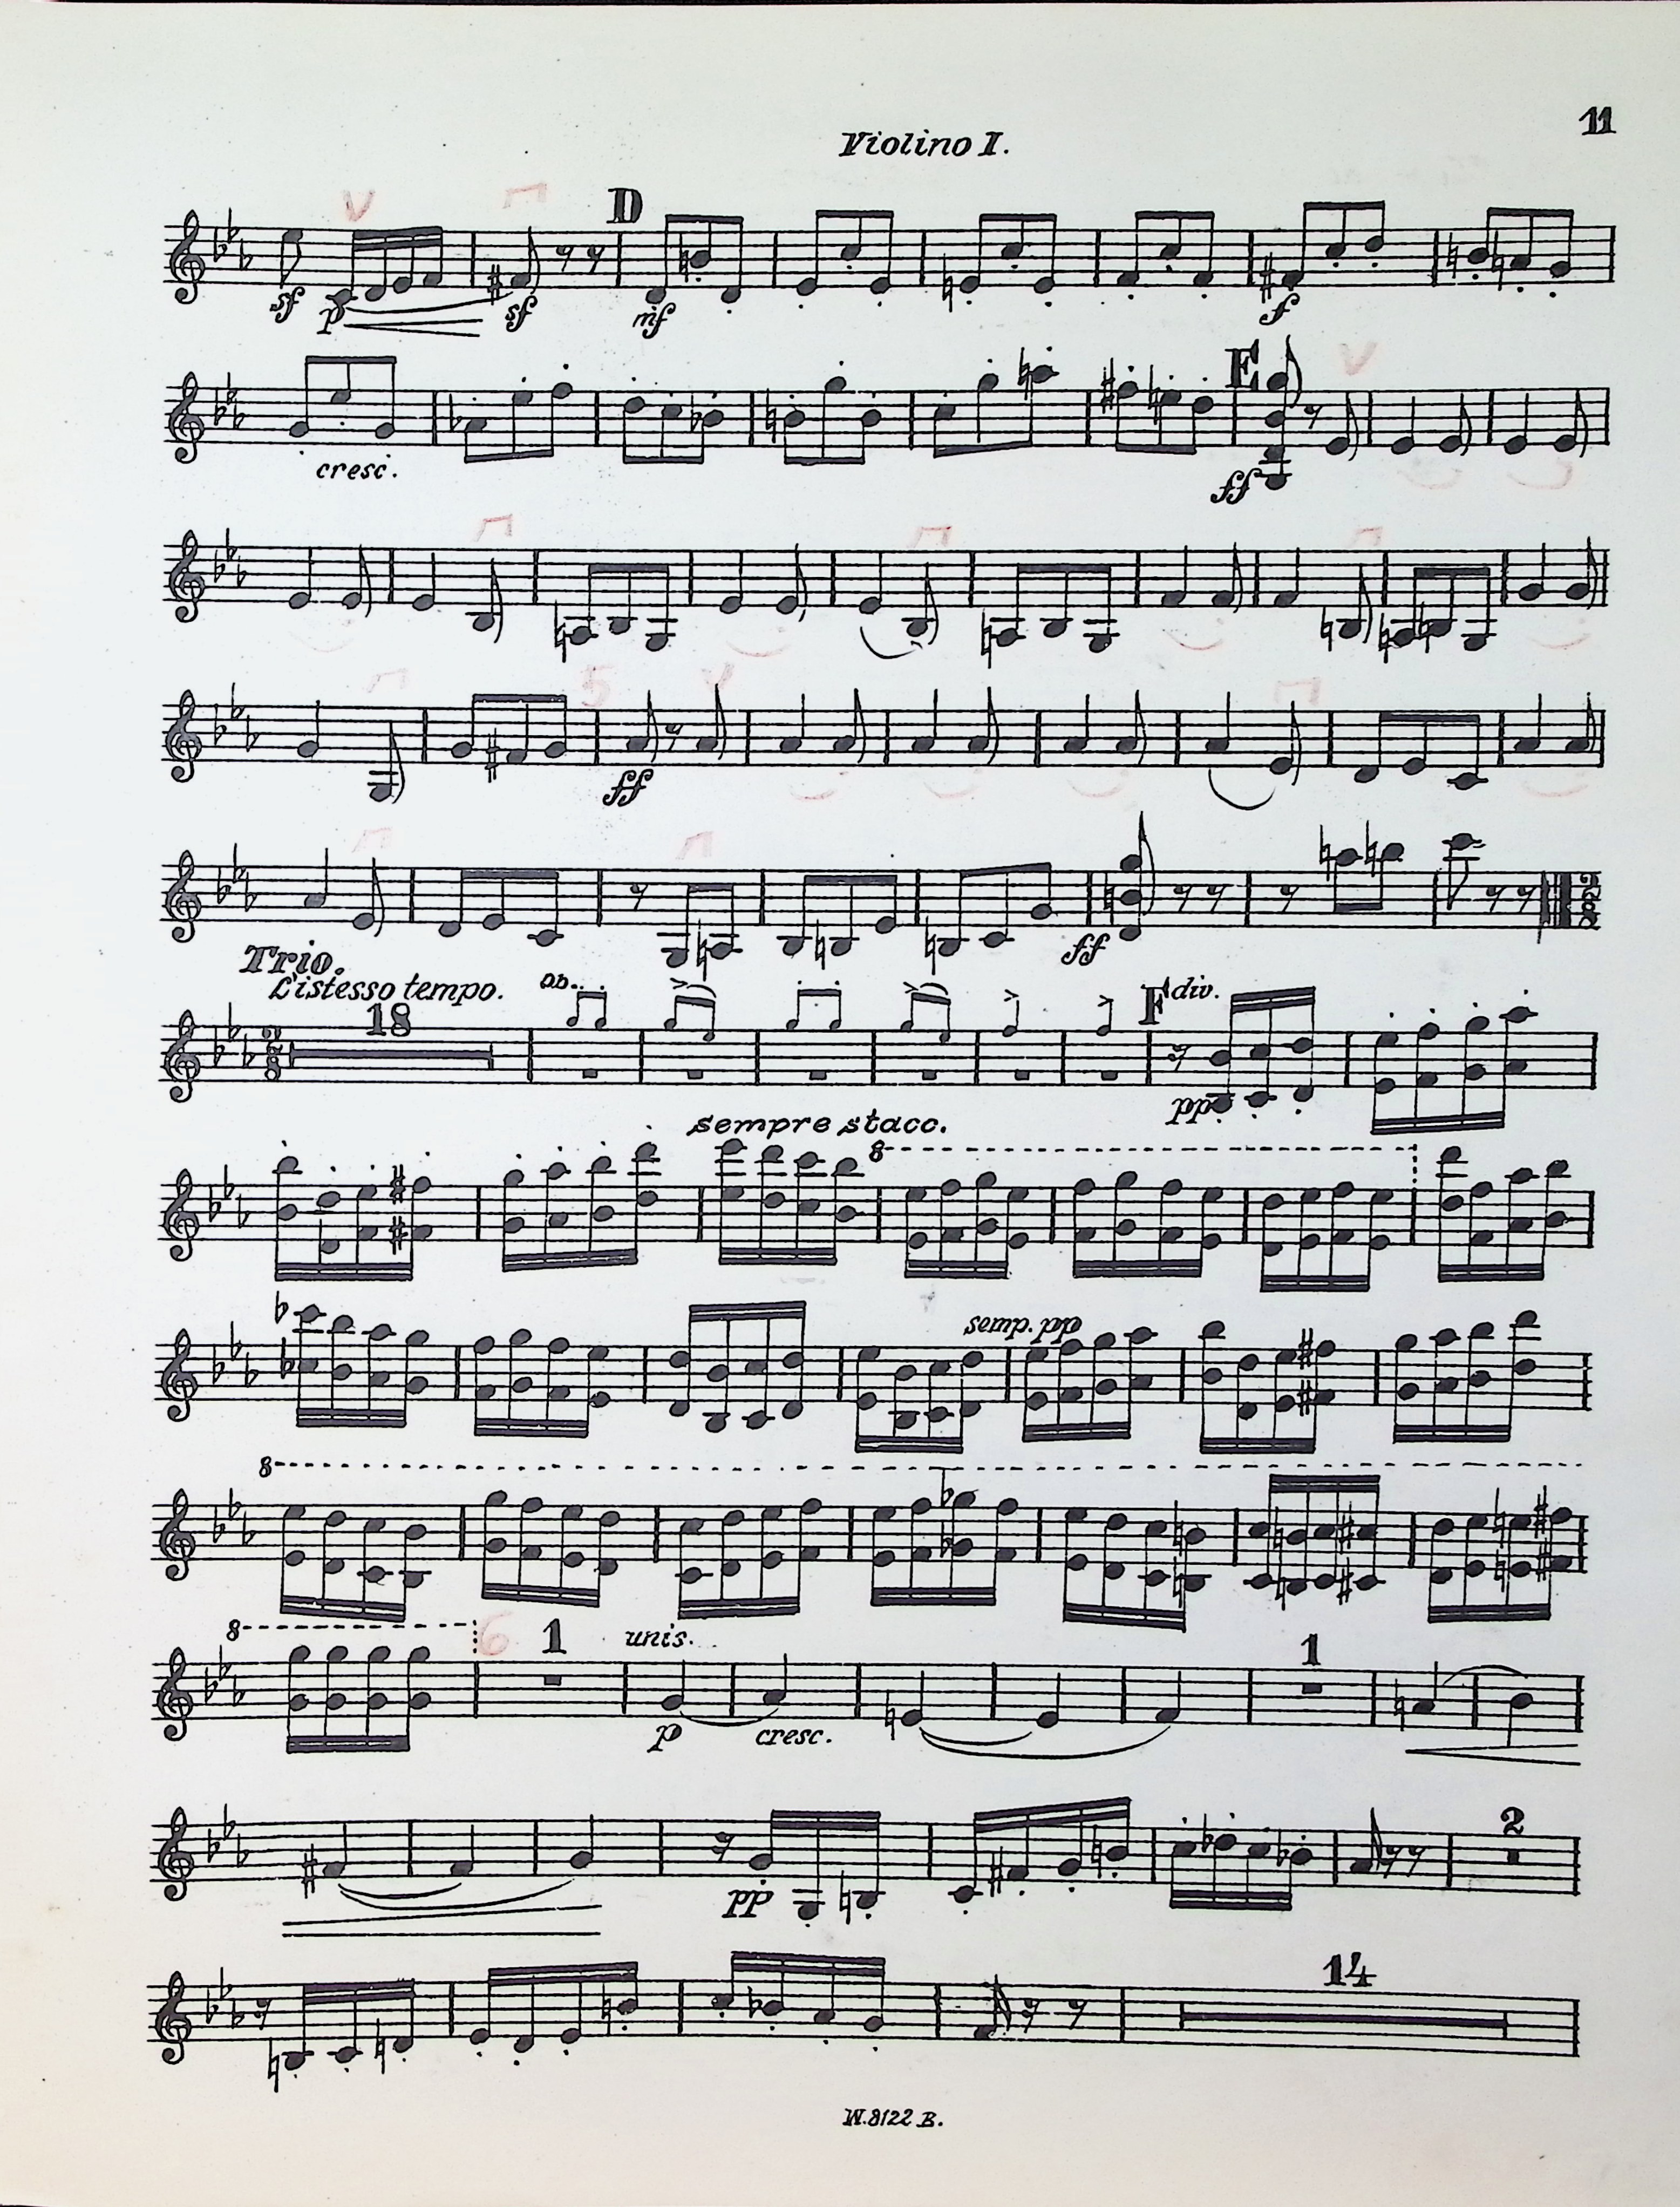 11
Violino I.
D
sf p sf mf f
E
cresc. ff
5
ff
ff
Trio.
L'istesso tempo. ob. F div.
18
pp
sempre stacc.
8
semp. pp
8
8 6 1 unis. 1
p cresc.
2
pp
14
W. 8122 B.